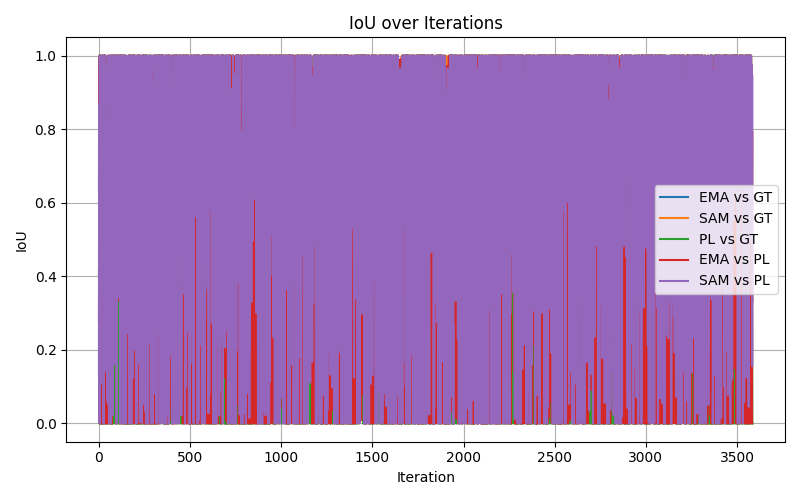 IoU over Iterations
1.0
0.8
0.6
0.4
0.2
0.0
IoU
EMA vs GT
SAM vs GT
PL vs GT
EMA vs PL
SAM vs PL
0 500 1000 1500 2000 2500 3000 3500
Iteration